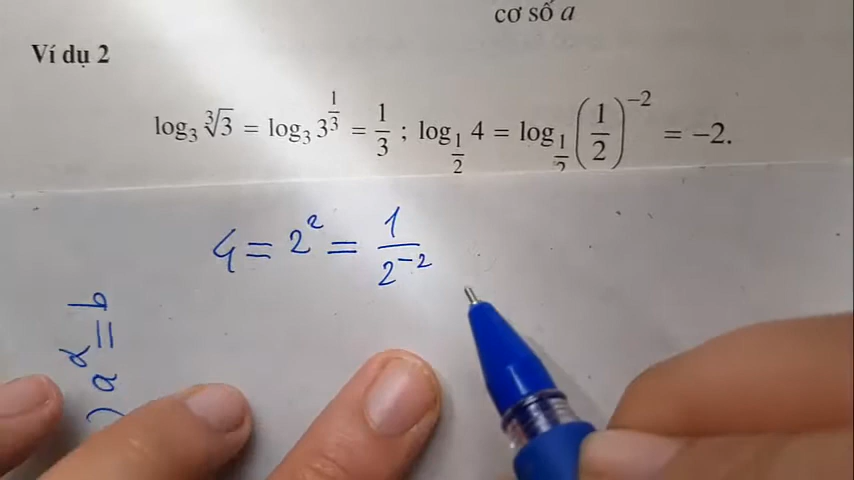 cơ số a
Ví dụ 2
log₃ ∛3 = log₃ 3^(1/3) = 1/3 ; log_(1/2) 4 = log_(1/2) (1/2)^(−2) = −2.
4 = 2² = 1/2⁻²
a^α = b